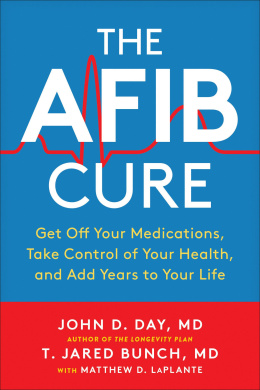 THE
AFIB
CURE
Get Off Your Medications,
Take Control of Your Health,
and Add Years to Your Life
JOHN D. DAY, MD
AUTHOR OF THE LONGEVITY PLAN
T. JARED BUNCH, MD
WITH MATTHEW D. LAPLANTE